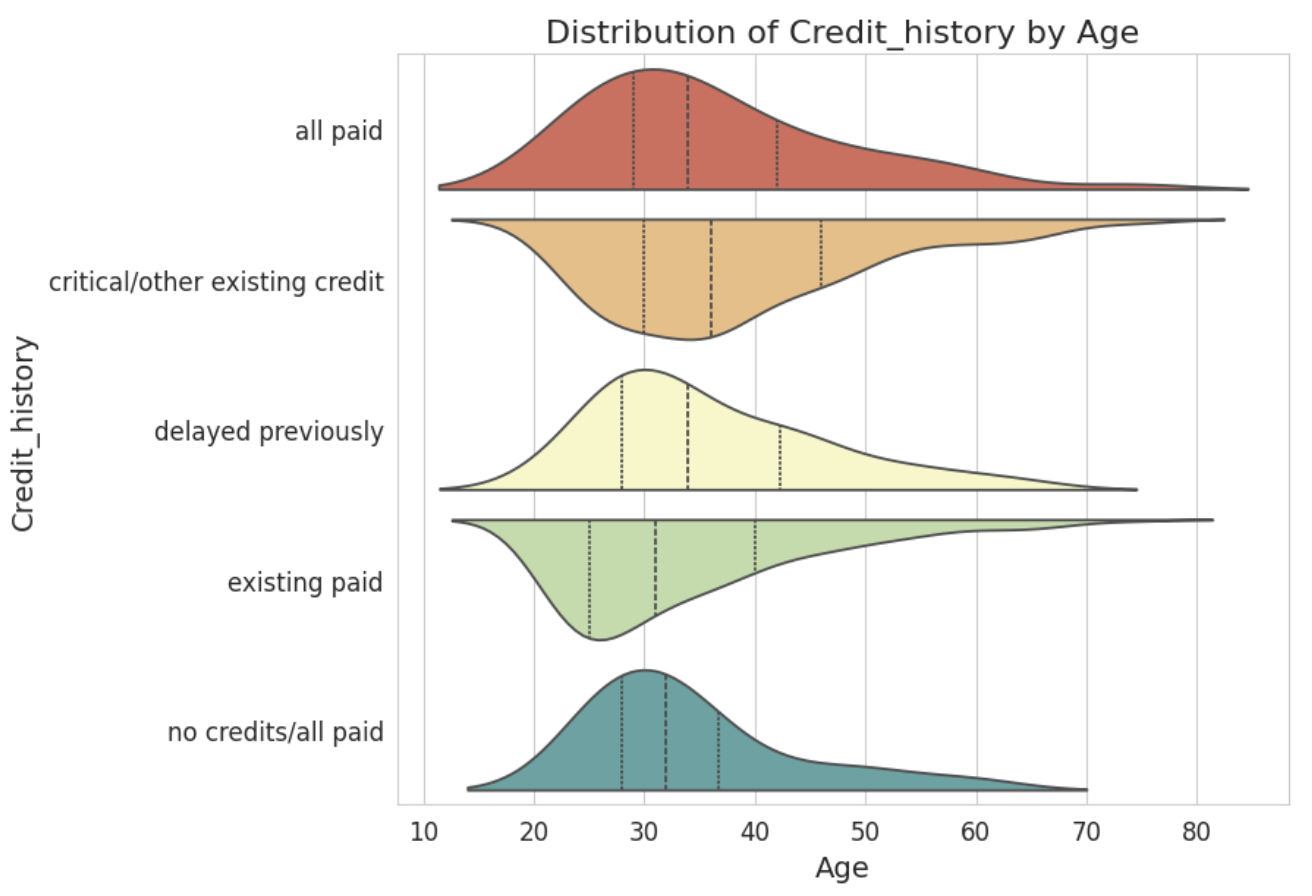 Distribution of Credit_history by Age
Credit_history
all paid
critical/other existing credit
delayed previously
existing paid
no credits/all paid
10 20 30 40 50 60 70 80
Age